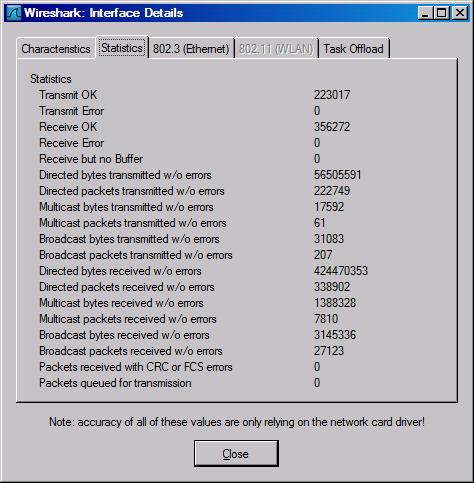 Wireshark: Interface Details
Characteristics Statistics 802.3 (Ethernet) 802.11 (WLAN) Task Offload
Statistics
Transmit OK 223017
Transmit Error 0
Receive OK 356272
Receive Error 0
Receive but no Buffer 0
Directed bytes transmitted w/o errors 56505591
Directed packets transmitted w/o errors 222749
Multicast bytes transmitted w/o errors 17592
Multicast packets transmitted w/o errors 61
Broadcast bytes transmitted w/o errors 31083
Broadcast packets transmitted w/o errors 207
Directed bytes received w/o errors 424470353
Directed packets received w/o errors 338902
Multicast bytes received w/o errors 1388328
Multicast packets received w/o errors 7810
Broadcast bytes received w/o errors 3145336
Broadcast packets received w/o errors 27123
Packets received with CRC or FCS errors 0
Packets queued for transmission 0
Note: accuracy of all of these values are only relying on the network card driver!
Close